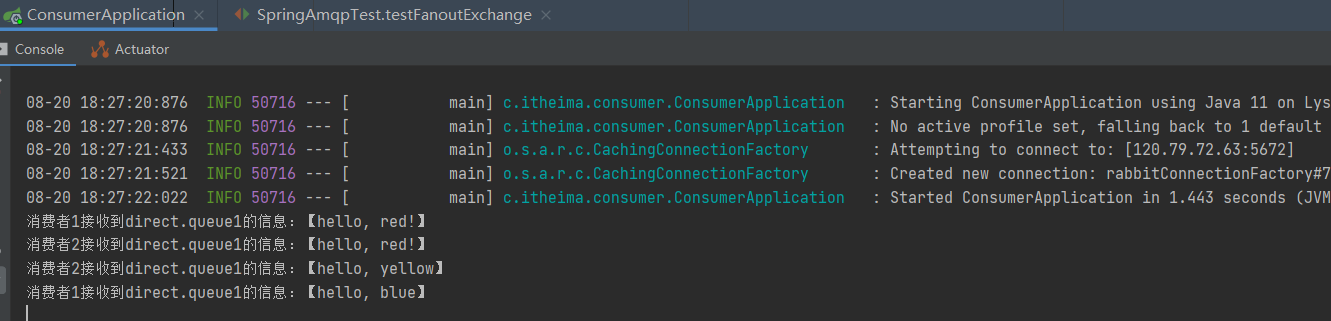 ConsumerApplication × SpringAmqpTest.testFanoutExchange ×
Console Actuator
08-20 18:27:20:876  INFO 50716 --- [           main] c.itheima.consumer.ConsumerApplication   : Starting ConsumerApplication using Java 11 on Lys
08-20 18:27:20:876  INFO 50716 --- [           main] c.itheima.consumer.ConsumerApplication   : No active profile set, falling back to 1 default
08-20 18:27:21:433  INFO 50716 --- [           main] o.s.a.r.c.CachingConnectionFactory       : Attempting to connect to: [120.79.72.63:5672]
08-20 18:27:21:521  INFO 50716 --- [           main] o.s.a.r.c.CachingConnectionFactory       : Created new connection: rabbitConnectionFactory#7
08-20 18:27:22:022  INFO 50716 --- [           main] c.itheima.consumer.ConsumerApplication   : Started ConsumerApplication in 1.443 seconds (JVM
消费者1接收到direct.queue1的信息:【hello, red!】
消费者2接收到direct.queue1的信息:【hello, red!】
消费者2接收到direct.queue1的信息:【hello, yellow】
消费者1接收到direct.queue1的信息:【hello, blue】